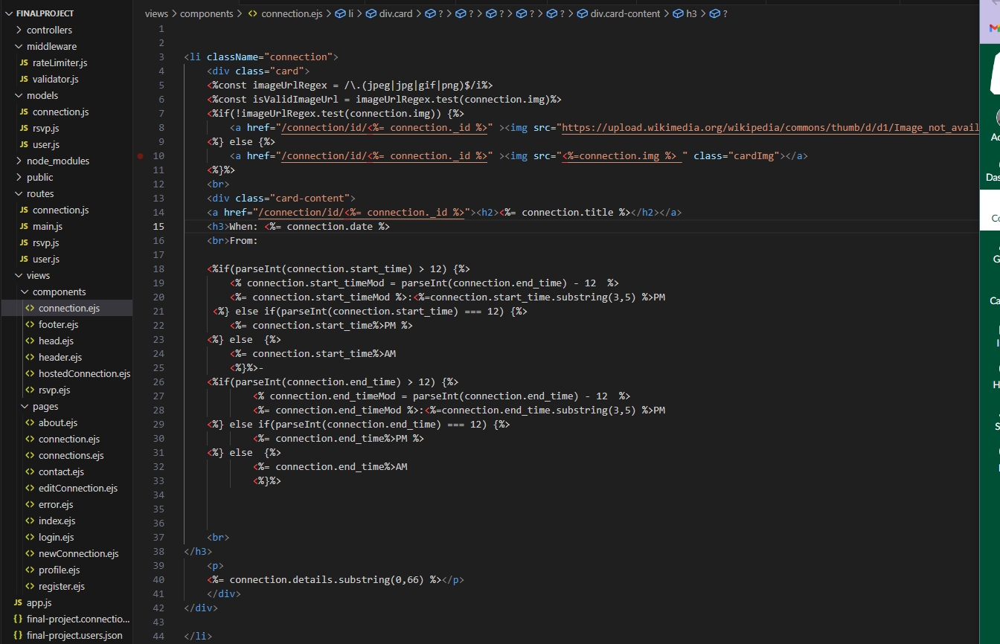 FINALPROJECT
controllers
middleware
JS rateLimiter.js
JS validator.js
models
JS connection.js
JS rsvp.js
JS user.js
node_modules
public
routes
JS connection.js
JS main.js
JS rsvp.js
JS user.js
views
components
connection.ejs
footer.ejs
head.ejs
header.ejs
hostedConnection.ejs
rsvp.ejs
pages
about.ejs
connection.ejs
connections.ejs
contact.ejs
editConnection.ejs
error.ejs
index.ejs
login.ejs
newConnection.ejs
profile.ejs
register.ejs
JS app.js
{} final-project.connectio...
{} final-project.users.json
views > components > <> connection.ejs > li > div.card > ? > ? > ? > ? > ? > div.card-content > h3 > ?
1
2
3 <li className="connection">
4 <div class="card">
5 <%const imageUrlRegex = /\.(jpeg|jpg|gif|png)$/i%>
6 <%const isValidImageUrl = imageUrlRegex.test(connection.img)%>
7 <%if(!imageUrlRegex.test(connection.img)) {%>
8 <a href="/connection/id/<%= connection._id %>" ><img src="https://upload.wikimedia.org/wikipedia/commons/thumb/d/d1/Image_not_avail
9 <%} else {%>
10 <a href="/connection/id/<%= connection._id %>" ><img src="<%=connection.img %> " class="cardImg"></a>
11 <%}%>
12 <br>
13 <div class="card-content">
14 <a href="/connection/id/<%= connection._id %>"><h2><%= connection.title %></h2></a>
15 <h3>When: <%= connection.date %>
16 <br>From:
17
18 <%if(parseInt(connection.start_time) > 12) {%>
19 <% connection.start_timeMod = parseInt(connection.end_time) - 12  %>
20 <%= connection.start_timeMod %>:<%=connection.start_time.substring(3,5) %>PM
21 <%} else if(parseInt(connection.start_time) === 12) {%>
22 <%= connection.start_time%>PM %>
23 <%} else  {%>
24 <%= connection.start_time%>AM
25 <%}%>-
26 <%if(parseInt(connection.end_time) > 12) {%>
27 <% connection.end_timeMod = parseInt(connection.end_time) - 12  %>
28 <%= connection.end_timeMod %>:<%=connection.end_time.substring(3,5) %>PM
29 <%} else if(parseInt(connection.end_time) === 12) {%>
30 <%= connection.end_time%>PM %>
31 <%} else  {%>
32 <%= connection.end_time%>AM
33 <%}%>
34
35
36
37 <br>
38 </h3>
39 <p>
40 <%= connection.details.substring(0,66) %></p>
41 </div>
42 </div>
43
44 </li>